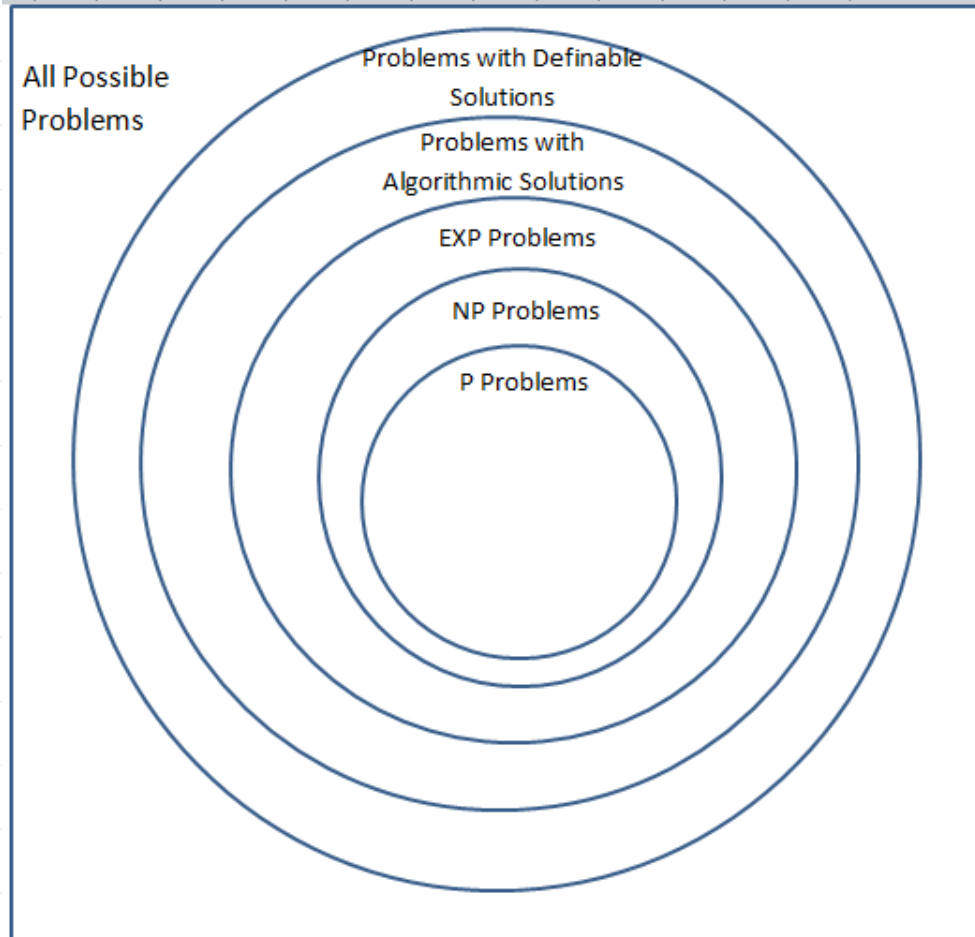 All Possible
Problems
Problems with Definable
Solutions
Problems with
Algorithmic Solutions
EXP Problems
NP Problems
P Problems